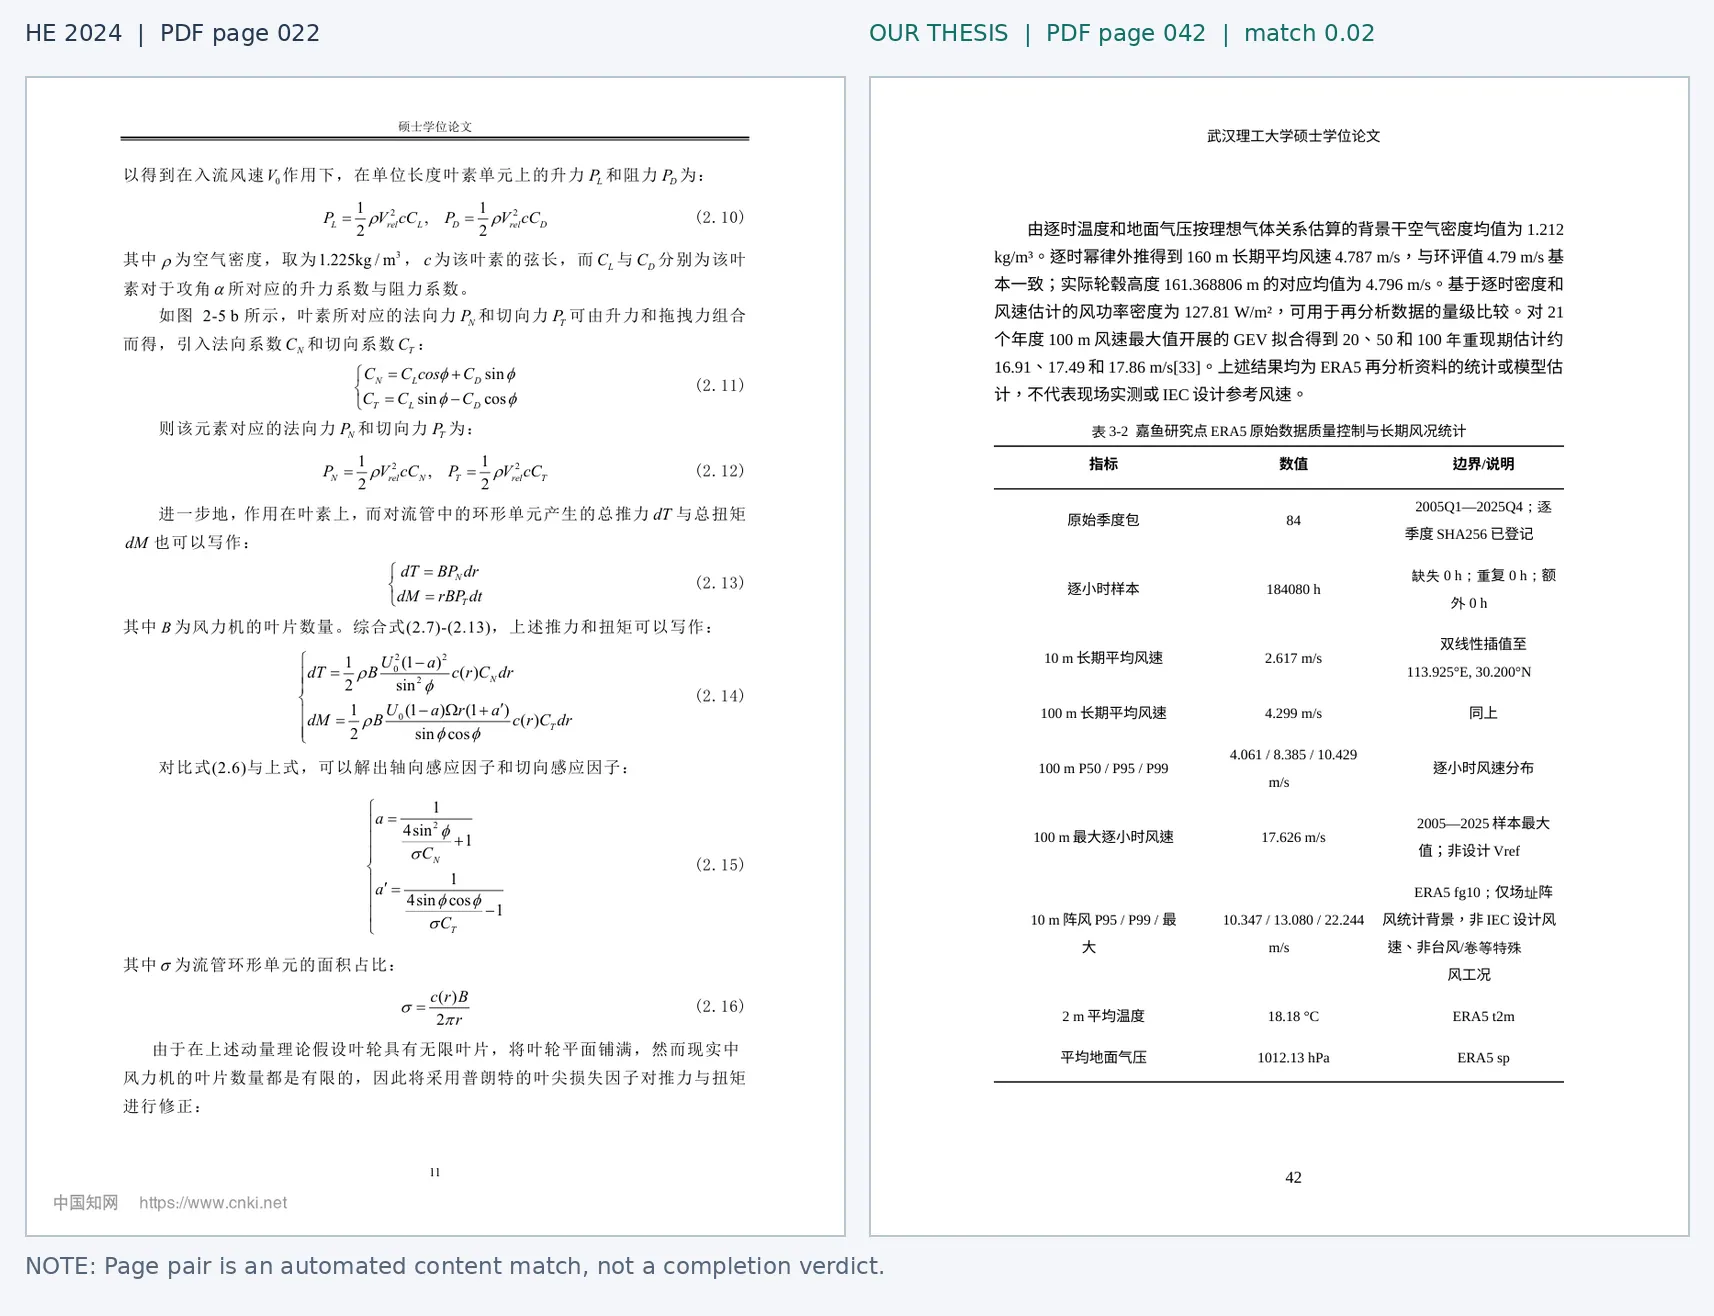 HE 2024 | PDF page 022
硕士学位论文
以得到在入流风速V₀作用下，在单位长度叶素单元上的升力P_L和阻力P_D为：
P_L = 1/2 ρV²_rel cC_L, P_D = 1/2 ρV²_rel cC_D (2.10)
其中ρ为空气密度，取为1.225kg/m³，c为该叶素的弦长，而C_L与C_D分别为该叶
素对于攻角α所对应的升力系数与阻力系数。
如图 2-5 b 所示，叶素所对应的法向力P_N和切向力P_T可由升力和拖拽力组合
而得，引入法向系数C_N和切向系数C_T：
C_N = C_L cosϕ + C_D sinϕ
C_T = C_L sinϕ − C_D cosϕ (2.11)
则该元素对应的法向力P_N和切向力P_T为：
P_N = 1/2 ρV²_rel cC_N, P_T = 1/2 ρV²_rel cC_T (2.12)
进一步地，作用在叶素上，而对流管中的环形单元产生的总推力dT与总扭矩
dM 也可以写作：
dT = BP_N dr
dM = rBP_T dt (2.13)
其中B为风力机的叶片数量。综合式(2.7)-(2.13)，上述推力和扭矩可以写作：
dT = 1/2 ρB U₀²(1−a)²/sin²ϕ c(r)C_N dr
dM = 1/2 ρB U₀(1−a)Ωr(1+a′)/sinϕcosϕ c(r)C_T dr (2.14)
对比式(2.6)与上式，可以解出轴向感应因子和切向感应因子：
a = 1/(4sin²ϕ/σC_N + 1)
a′ = 1/(4sinϕcosϕ/σC_T − 1) (2.15)
其中σ为流管环形单元的面积占比：
σ = c(r)B/2πr (2.16)
由于在上述动量理论假设叶轮具有无限叶片，将叶轮平面铺满，然而现实中
风力机的叶片数量都是有限的，因此将采用普朗特的叶尖损失因子对推力与扭矩
进行修正：
11
中国知网 https://www.cnki.net
OUR THESIS | PDF page 042 | match 0.02
武汉理工大学硕士学位论文
由逐时温度和地面气压按理想气体关系估算的背景干空气密度均值为 1.212
kg/m³。逐时幂律外推得到 160 m 长期平均风速 4.787 m/s，与环评值 4.79 m/s 基
本一致；实际轮毂高度 161.368806 m 的对应均值为 4.796 m/s。基于逐时密度和
风速估计的风功率密度为 127.81 W/m²，可用于再分析数据的量级比较。对 21
个年度 100 m 风速最大值开展的 GEV 拟合得到 20、50 和 100 年重现期估计约
16.91、17.49 和 17.86 m/s[33]。上述结果均为 ERA5 再分析资料的统计或模型估
计，不代表现场实测或 IEC 设计参考风速。
表 3-2 嘉鱼研究点 ERA5 原始数据质量控制与长期风况统计
指标 数值 边界/说明
原始季度包 84 2005Q1—2025Q4；逐
季度 SHA256 已登记
逐小时样本 184080 h 缺失 0 h；重复 0 h；额
外 0 h
10 m 长期平均风速 2.617 m/s 双线性插值至
113.925°E, 30.200°N
100 m 长期平均风速 4.299 m/s 同上
100 m P50 / P95 / P99 4.061 / 8.385 / 10.429
m/s 逐小时风速分布
100 m 最大逐小时风速 17.626 m/s 2005—2025 样本最大
值；非设计 Vref
10 m 阵风 P95 / P99 / 最
大 10.347 / 13.080 / 22.244
m/s ERA5 fg10；仅场址阵
风统计背景，非 IEC 设计风
速、非台风/卷等特殊
风工况
2 m 平均温度 18.18 °C ERA5 t2m
平均地面气压 1012.13 hPa ERA5 sp
42
NOTE: Page pair is an automated content match, not a completion verdict.